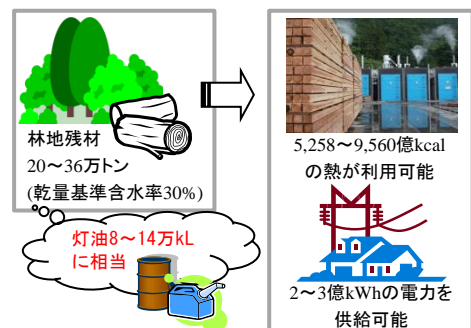 林地残材
20～36万トン
(乾量基準含水率30%)
灯油8～14万kL
に相当
5,258～9,560億kcal
の熱が利用可能
2～3億kWhの電力を
供給可能